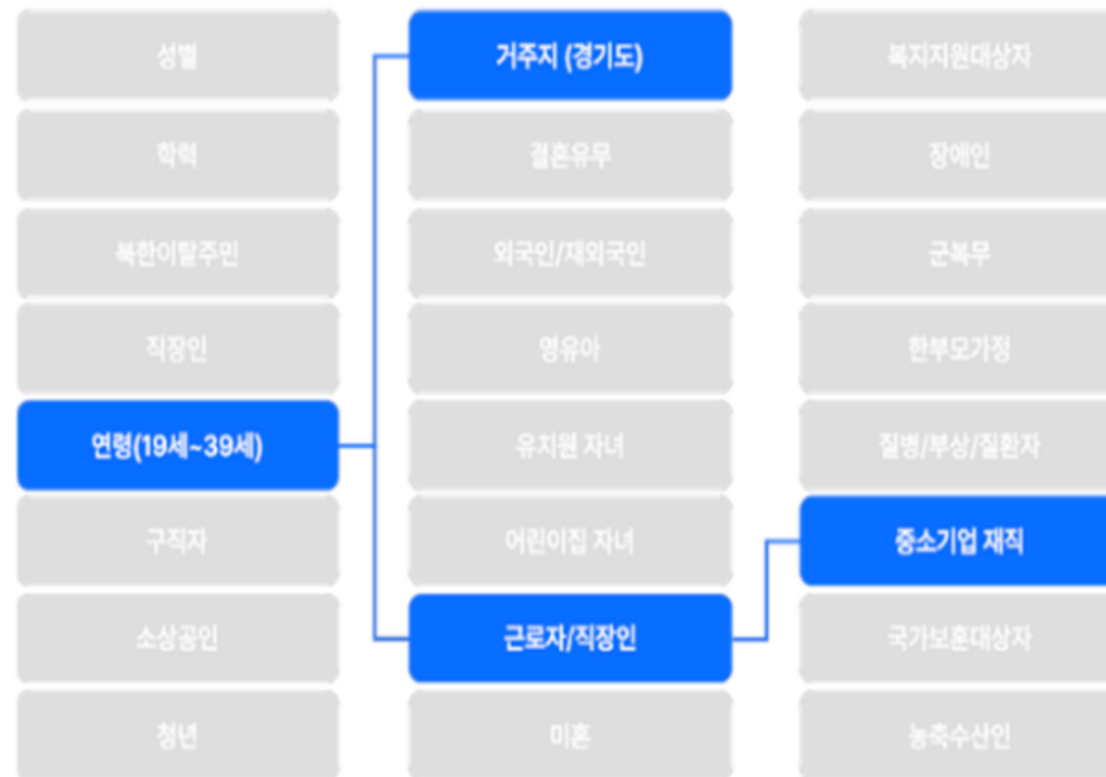 성별
거주지 (경기도)
복지지원대상자
학력
결혼유무
장애인
북한이탈주민
외국인/재외국인
군복무
직장인
영유아
한부모가정
연령(19세~39세)
유치원 자녀
질병/부상/질환자
구직자
어린이집 자녀
중소기업 재직
소상공인
근로자/직장인
국가보훈대상자
청년
미혼
농축수산인